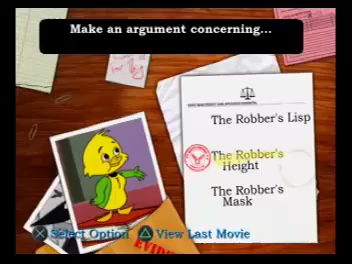 Make an argument concerning...
The Robber's Lisp
The Robber's
Height
The Robber's
Mask
Select Option
View Last Movie